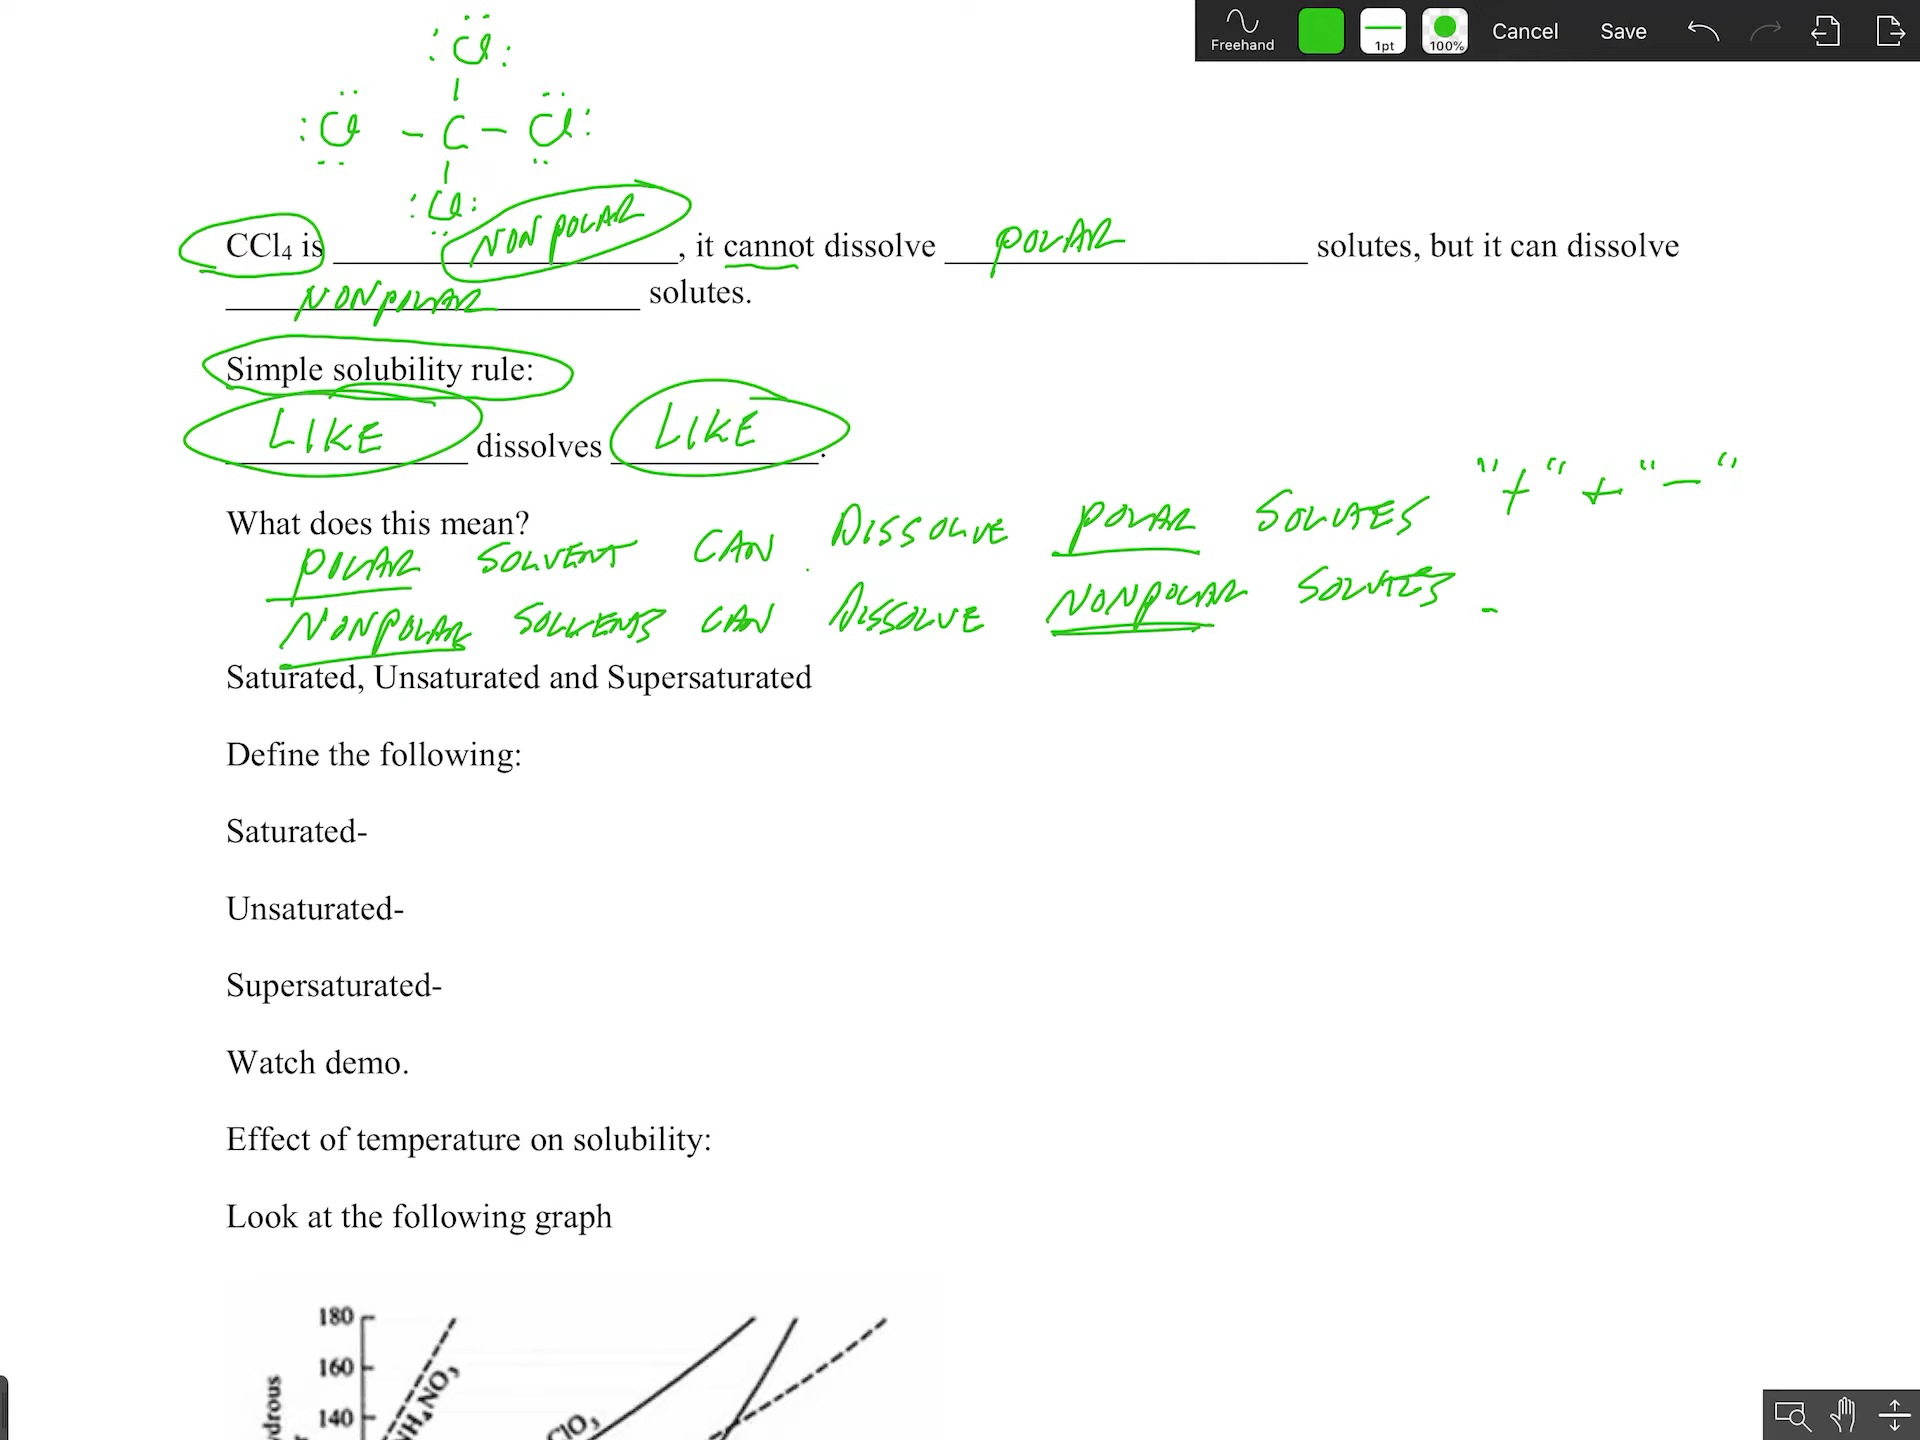 Freehand 1pt 100% Cancel Save
:Cl:
:Cl - C - Cl:
:Cl:
CCl₄ is NONPOLAR, it cannot dissolve POLAR solutes, but it can dissolve
NONPOLAR solutes.
Simple solubility rule:
LIKE dissolves LIKE.
What does this mean?
POLAR SOLVENT CAN DISSOLVE POLAR SOLUTES "+" + "-"
NONPOLAR SOLVENTS CAN DISSOLVE NONPOLAR SOLUTES.
Saturated, Unsaturated and Supersaturated
Define the following:
Saturated-
Unsaturated-
Supersaturated-
Watch demo.
Effect of temperature on solubility:
Look at the following graph
180
160
140
NH₄NO₃
ClO₃
ydrous